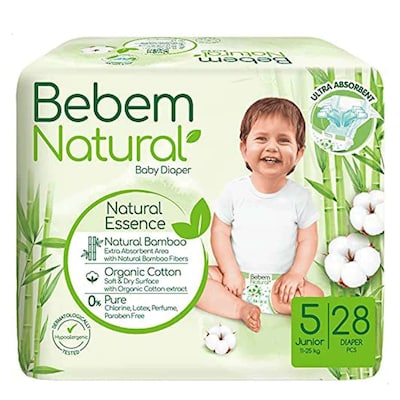 Bebem
Natural
Baby Diaper
ULTRA ABSORBENT
Natural
Essence
Natural Bamboo
Extra Absorbent Area
with Natural Bamboo Fibers
Organic Cotton
Soft & Dry Surface
with Organic Cotton extract
0% Pure
Chlorine, Latex, Perfume,
Paraben Free
DERMATOLOGICALLY
Hypoallergenic
TESTED
Bebem
Natural
5 28
Junior DIAPER
11-25 kg PCS